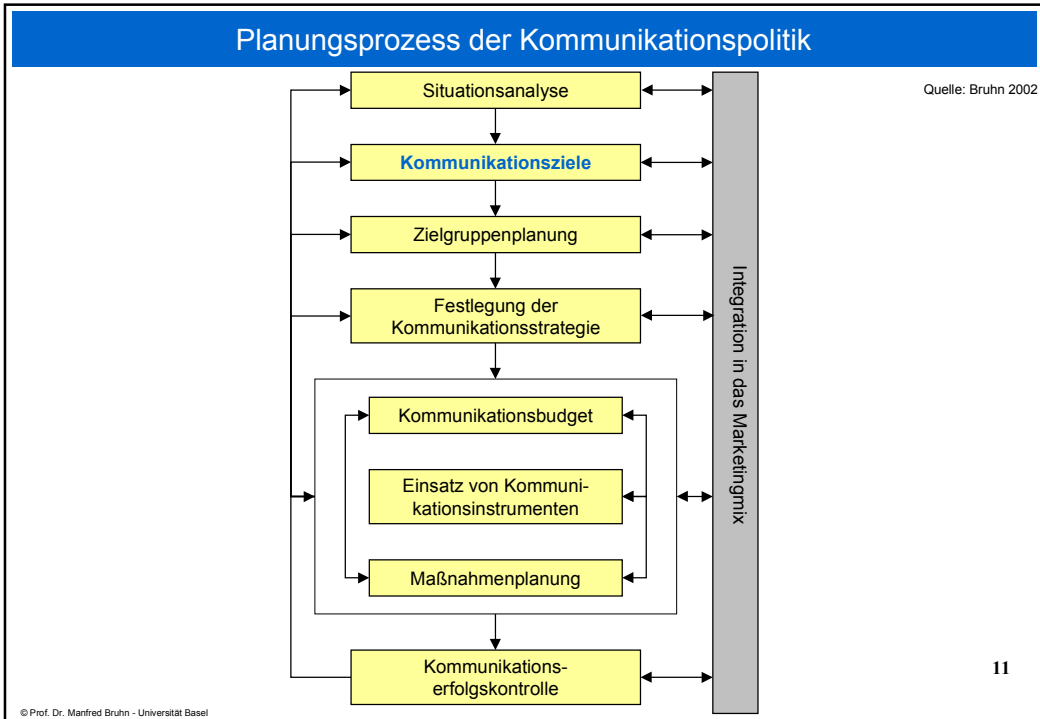 Planungsprozess der Kommunikationspolitik
Quelle: Bruhn 2002
Situationsanalyse
Kommunikationsziele
Zielgruppenplanung
Festlegung der
Kommunikationsstrategie
Kommunikationsbudget
Einsatz von Kommuni-
kationsinstrumenten
Maßnahmenplanung
Kommunikations-
erfolgskontrolle
Integration in das Marketingmix
11
© Prof. Dr. Manfred Bruhn - Universität Basel